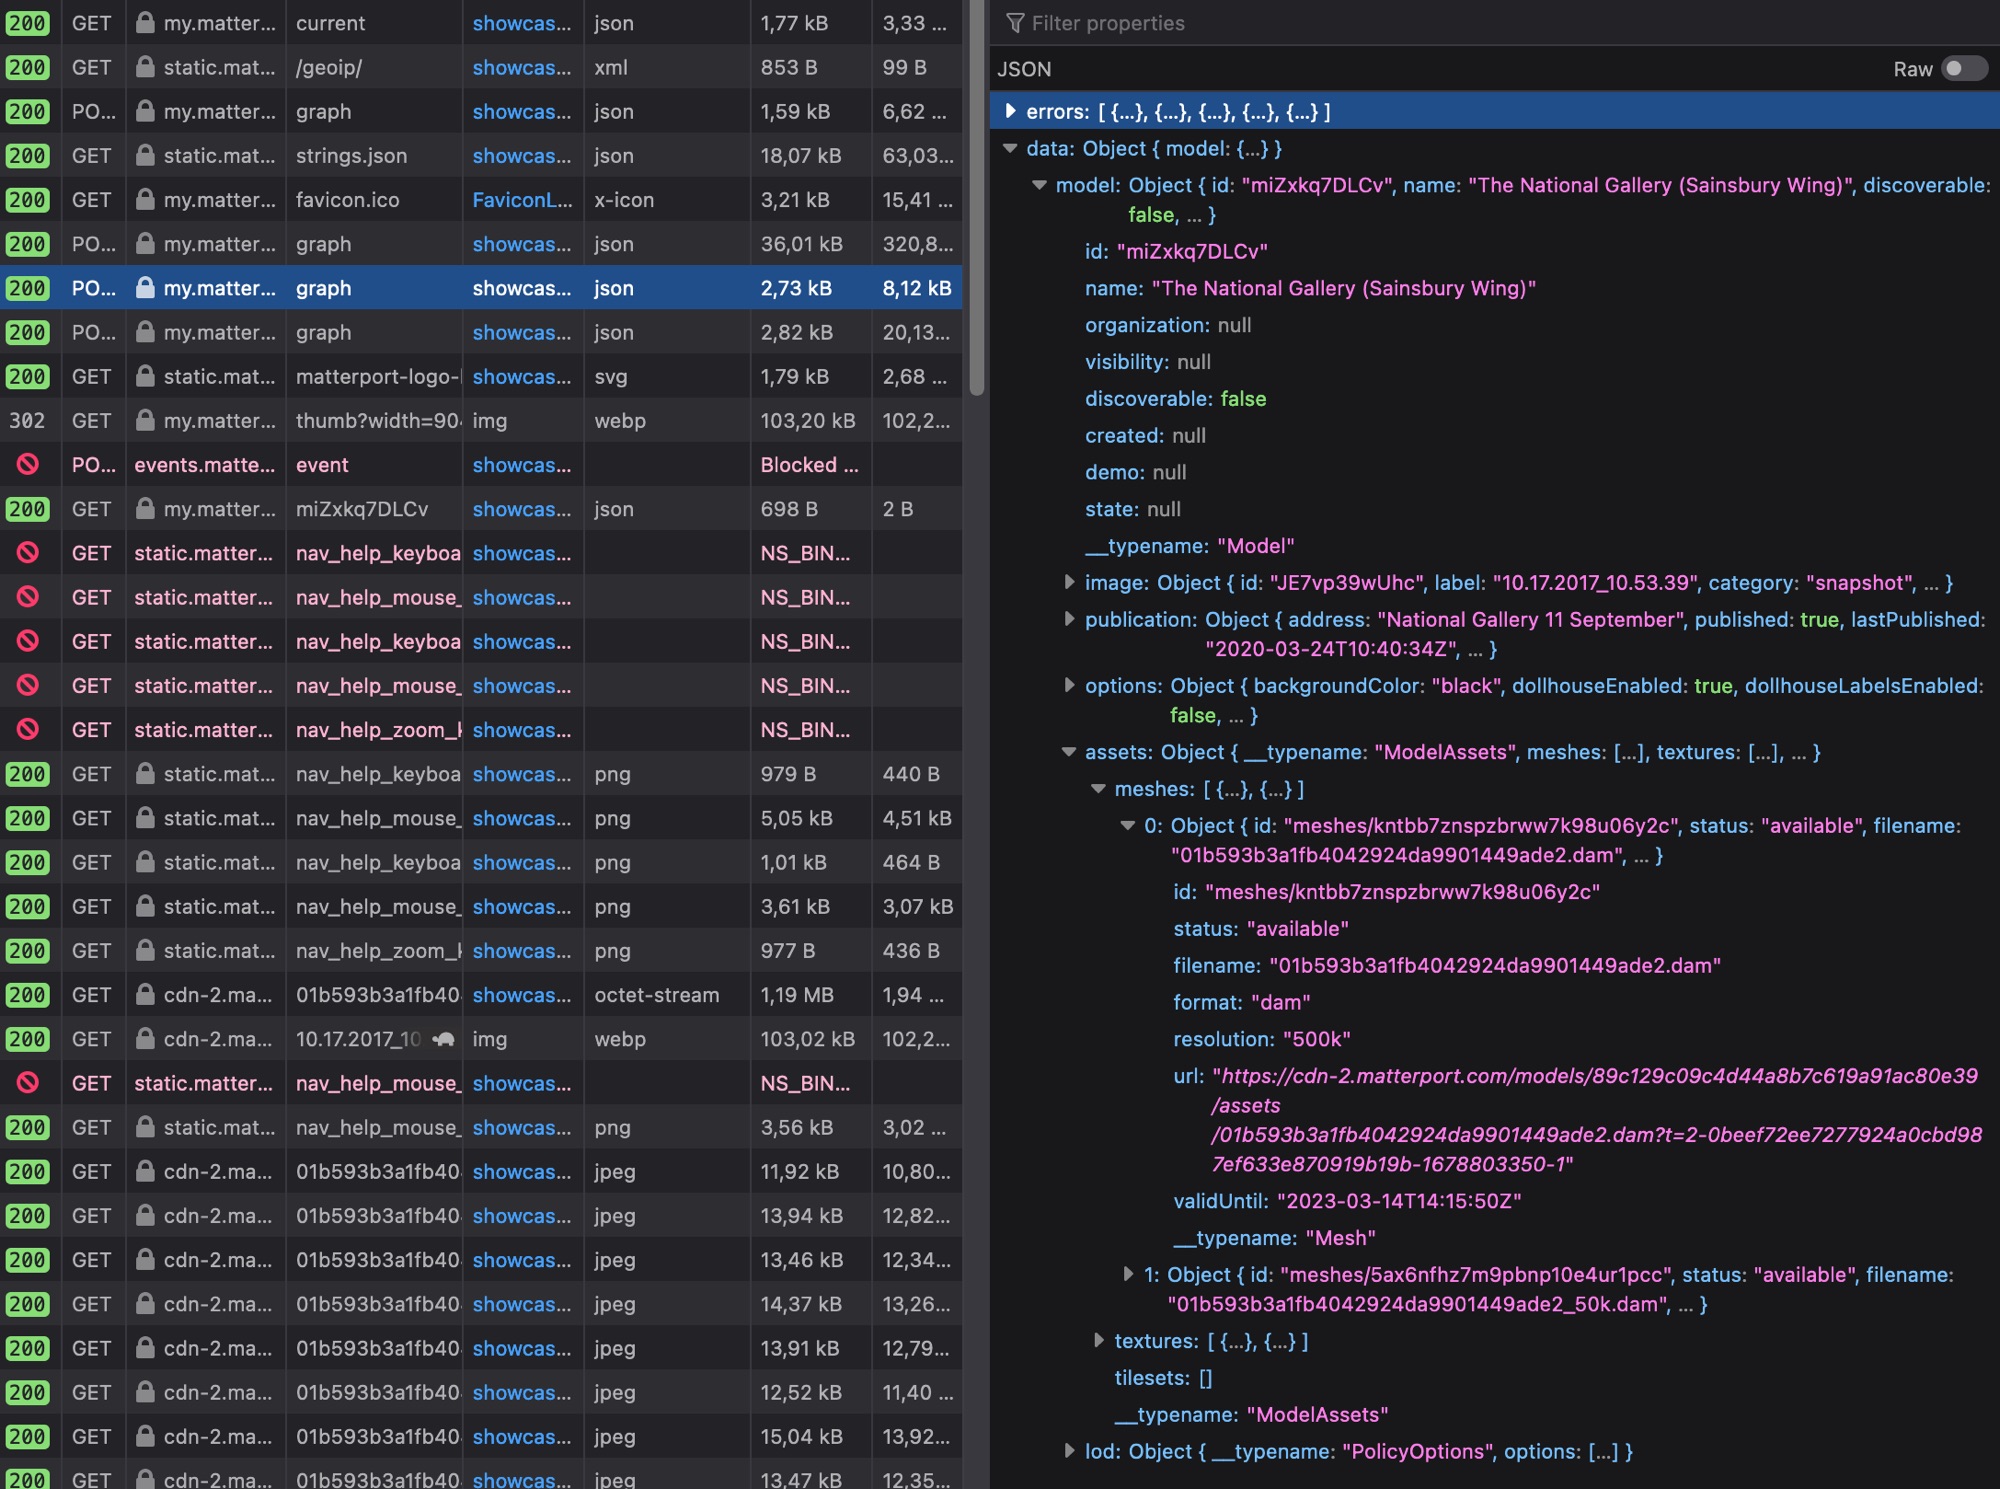 200 GET my.matter... current showcas... json 1,77 kB 3,33 ...
200 GET static.mat... /geoip/ showcas... xml 853 B 99 B
200 PO... my.matter... graph showcas... json 1,59 kB 6,62 ...
200 GET static.mat... strings.json showcas... json 18,07 kB 63,03...
200 GET my.matter... favicon.ico FaviconL... x-icon 3,21 kB 15,41 ...
200 PO... my.matter... graph showcas... json 36,01 kB 320,8...
200 PO... my.matter... graph showcas... json 2,73 kB 8,12 kB
200 PO... my.matter... graph showcas... json 2,82 kB 20,13...
200 GET static.mat... matterport-logo- showcas... svg 1,79 kB 2,68 ...
302 GET my.matter... thumb?width=90 img webp 103,20 kB 102,2...
PO... events.matte... event showcas... Blocked ...
200 GET my.matter... miZxkq7DLCv showcas... json 698 B 2 B
GET static.matter... nav_help_keyboa showcas... NS_BIN...
GET static.matter... nav_help_mouse_ showcas... NS_BIN...
GET static.matter... nav_help_keyboa showcas... NS_BIN...
GET static.matter... nav_help_mouse_ showcas... NS_BIN...
GET static.matter... nav_help_zoom_k showcas... NS_BIN...
200 GET static.mat... nav_help_keyboa showcas... png 979 B 440 B
200 GET static.mat... nav_help_mouse_ showcas... png 5,05 kB 4,51 kB
200 GET static.mat... nav_help_keyboa showcas... png 1,01 kB 464 B
200 GET static.mat... nav_help_mouse_ showcas... png 3,61 kB 3,07 kB
200 GET static.mat... nav_help_zoom_k showcas... png 977 B 436 B
200 GET cdn-2.ma... 01b593b3a1fb40 showcas... octet-stream 1,19 MB 1,94 ...
200 GET cdn-2.ma... 10.17.2017_10 img webp 103,02 kB 102,2...
GET static.matter... nav_help_mouse_ showcas... NS_BIN...
200 GET static.mat... nav_help_mouse_ showcas... png 3,56 kB 3,02 ...
200 GET cdn-2.ma... 01b593b3a1fb40 showcas... jpeg 11,92 kB 10,80...
200 GET cdn-2.ma... 01b593b3a1fb40 showcas... jpeg 13,94 kB 12,82...
200 GET cdn-2.ma... 01b593b3a1fb40 showcas... jpeg 13,46 kB 12,34...
200 GET cdn-2.ma... 01b593b3a1fb40 showcas... jpeg 14,37 kB 13,26...
200 GET cdn-2.ma... 01b593b3a1fb40 showcas... jpeg 13,91 kB 12,79...
200 GET cdn-2.ma... 01b593b3a1fb40 showcas... jpeg 12,52 kB 11,40 ...
200 GET cdn-2.ma... 01b593b3a1fb40 showcas... jpeg 15,04 kB 13,92...
200 GET cdn-2.ma... 01b593b3a1fb40 showcas... jpeg 13,47 kB 12,35...
Filter properties
JSON Raw
errors: [ {...}, {...}, {...}, {...}, {...} ]
data: Object { model: {...} }
model: Object { id: "miZxkq7DLCv", name: "The National Gallery (Sainsbury Wing)", discoverable:
false, ... }
id: "miZxkq7DLCv"
name: "The National Gallery (Sainsbury Wing)"
organization: null
visibility: null
discoverable: false
created: null
demo: null
state: null
__typename: "Model"
image: Object { id: "JE7vp39wUhc", label: "10.17.2017_10.53.39", category: "snapshot", ... }
publication: Object { address: "National Gallery 11 September", published: true, lastPublished:
"2020-03-24T10:40:34Z", ... }
options: Object { backgroundColor: "black", dollhouseEnabled: true, dollhouseLabelsEnabled:
false, ... }
assets: Object { __typename: "ModelAssets", meshes: [...], textures: [...], ... }
meshes: [ {...}, {...} ]
0: Object { id: "meshes/kntbb7znspzbrww7k98u06y2c", status: "available", filename:
"01b593b3a1fb4042924da9901449ade2.dam", ... }
id: "meshes/kntbb7znspzbrww7k98u06y2c"
status: "available"
filename: "01b593b3a1fb4042924da9901449ade2.dam"
format: "dam"
resolution: "500k"
url: "https://cdn-2.matterport.com/models/89c129c09c4d44a8b7c619a91ac80e39
/assets
/01b593b3a1fb4042924da9901449ade2.dam?t=2-0beef72ee7277924a0cbd98
7ef633e870919b19b-1678803350-1"
validUntil: "2023-03-14T14:15:50Z"
__typename: "Mesh"
1: Object { id: "meshes/5ax6nfhz7m9pbnp10e4ur1pcc", status: "available", filename:
"01b593b3a1fb4042924da9901449ade2_50k.dam", ... }
textures: [ {...}, {...} ]
tilesets: []
__typename: "ModelAssets"
lod: Object { __typename: "PolicyOptions", options: [...] }